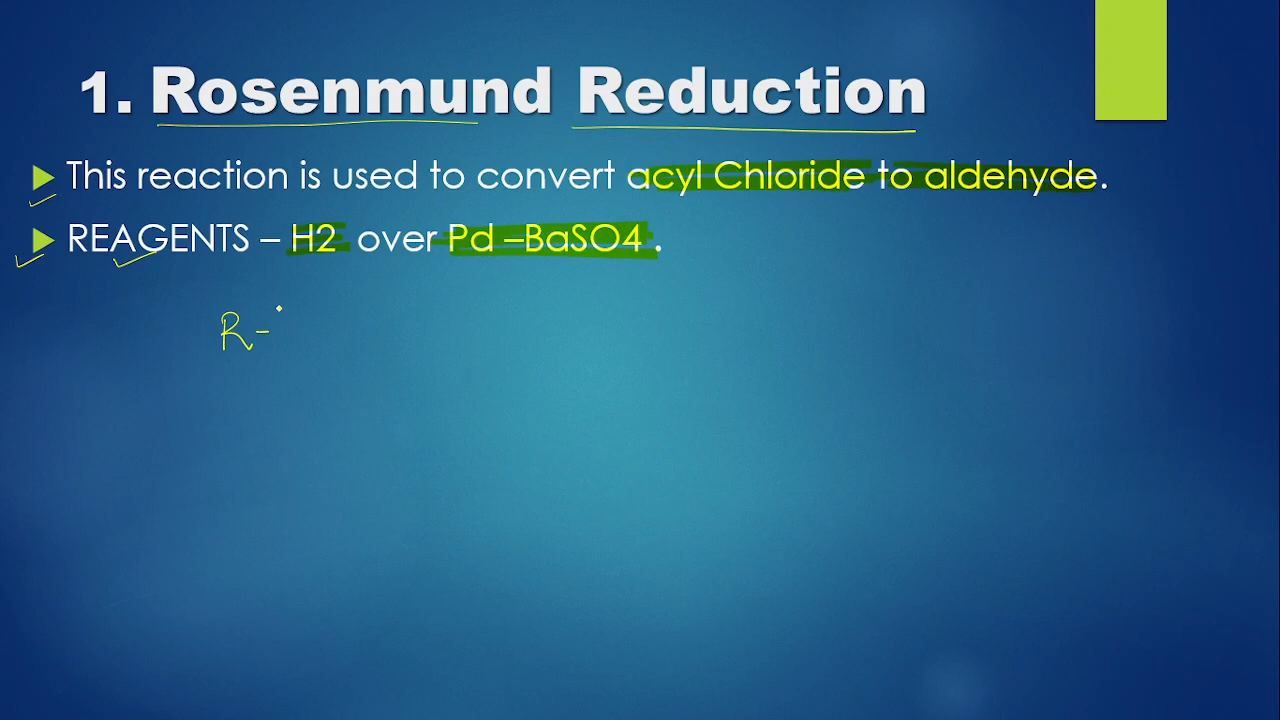 1. Rosenmund Reduction
This reaction is used to convert acyl Chloride to aldehyde.
REAGENTS – H2 over Pd –BaSO4 .
R-